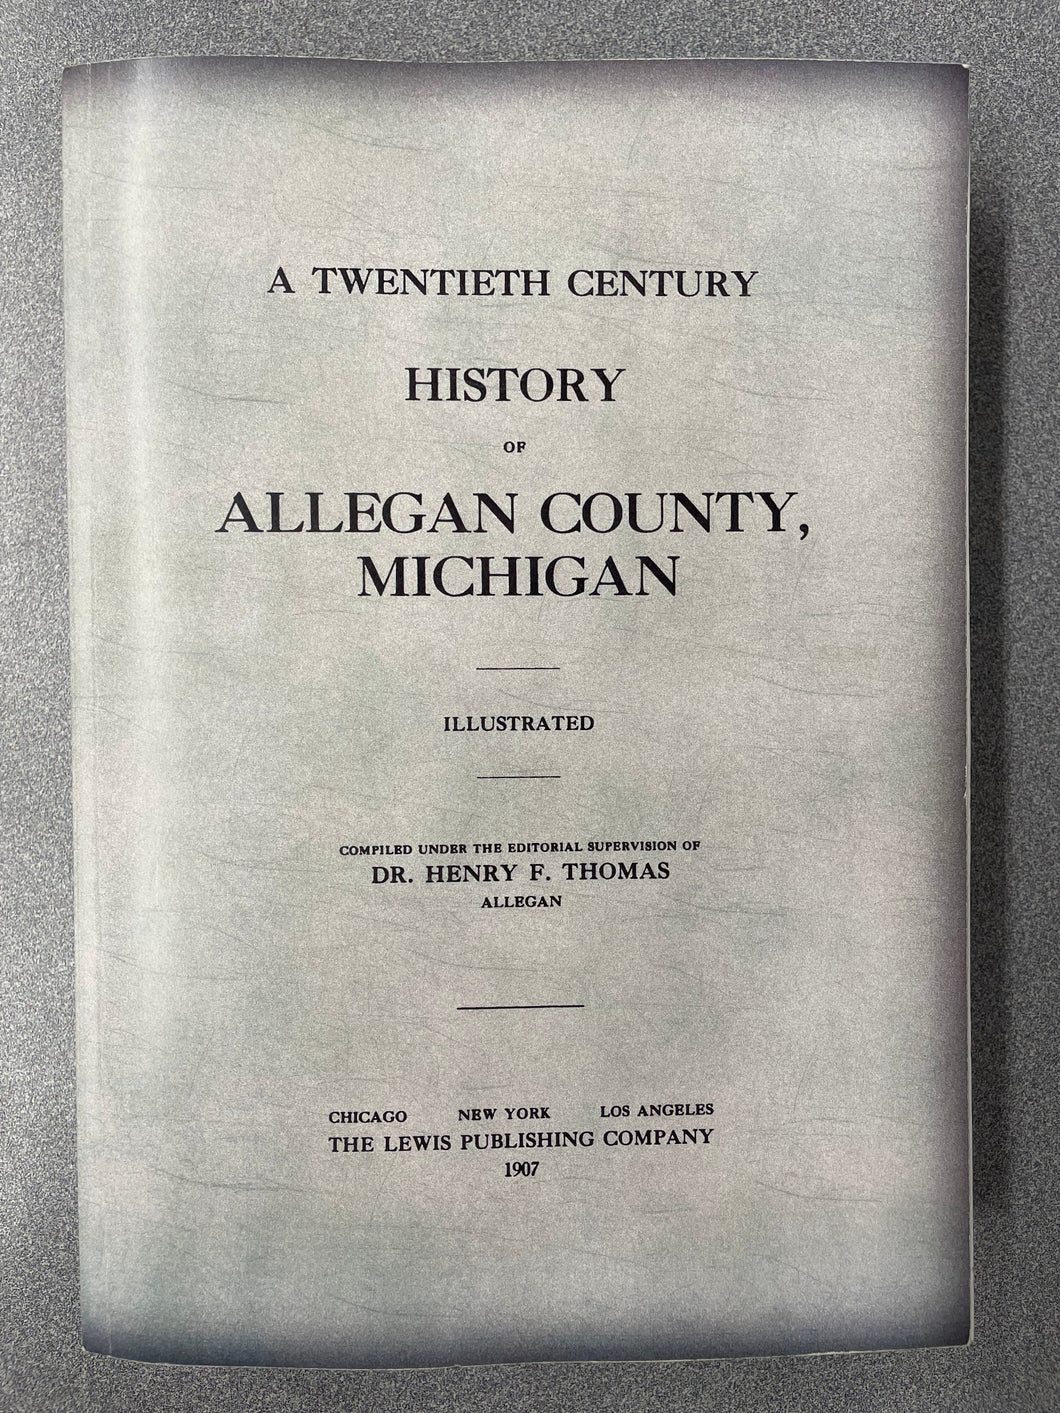 A TWENTIETH CENTURY
HISTORY
OF
ALLEGAN COUNTY,
MICHIGAN
ILLUSTRATED
COMPILED UNDER THE EDITORIAL SUPERVISION OF
DR. HENRY F. THOMAS
ALLEGAN
CHICAGO NEW YORK LOS ANGELES
THE LEWIS PUBLISHING COMPANY
1907